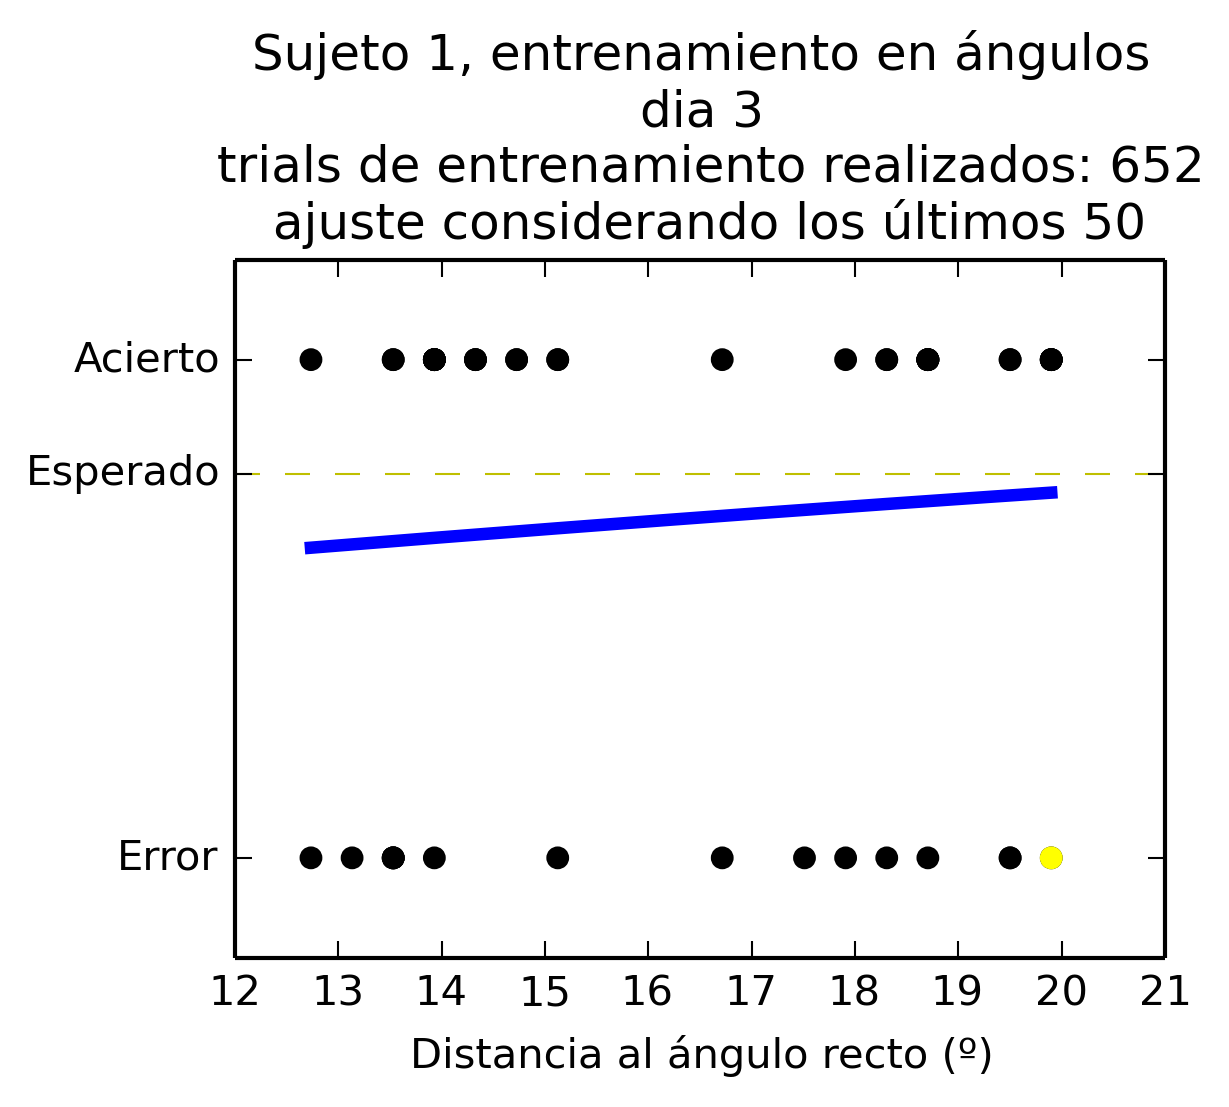 Sujeto 1, entrenamiento en ángulos
dia 3
trials de entrenamiento realizados: 652
ajuste considerando los últimos 50
Acierto
Esperado
Error
12 13 14 15 16 17 18 19 20 21
Distancia al ángulo recto (º)